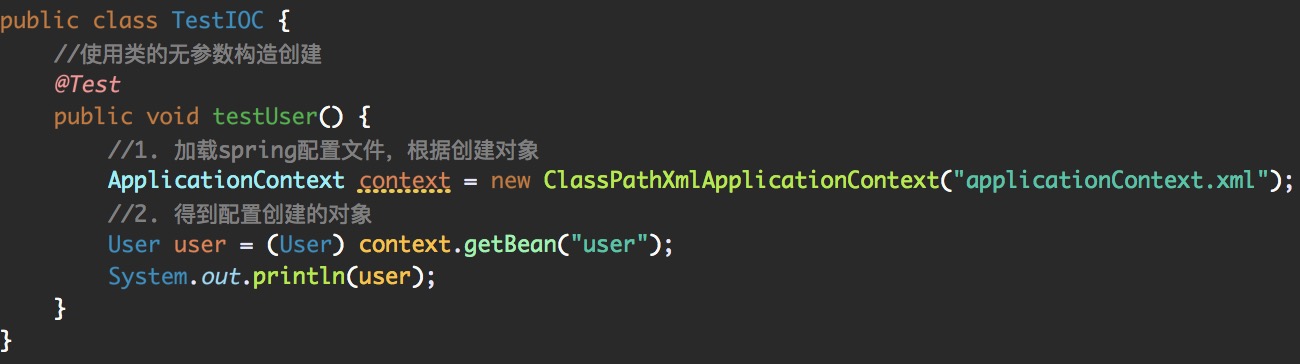 public class TestIOC {
//使用类的无参数构造创建
@Test
public void testUser() {
//1. 加载spring配置文件，根据创建对象
ApplicationContext context = new ClassPathXmlApplicationContext("applicationContext.xml");
//2. 得到配置创建的对象
User user = (User) context.getBean("user");
System.out.println(user);
}
}